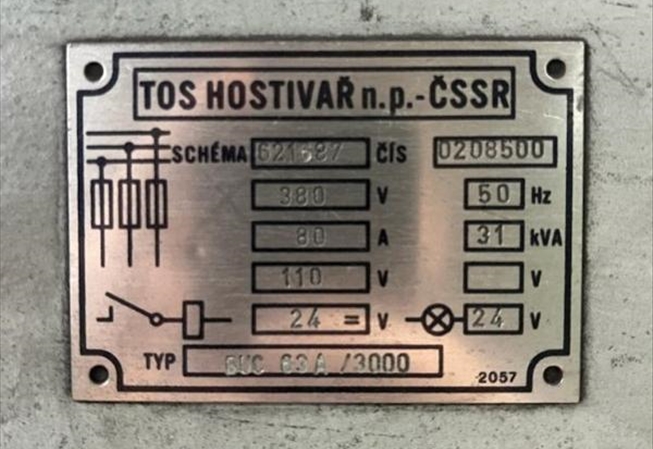 TOS HOSTIVAŘ n.p.-ČSSR
SCHÉMA 621587 ČÍS 0208500
380 V 50 Hz
80 A 31 kVA
110 V V
24 = V 24 V
TYP BUC 63A /3000
2057